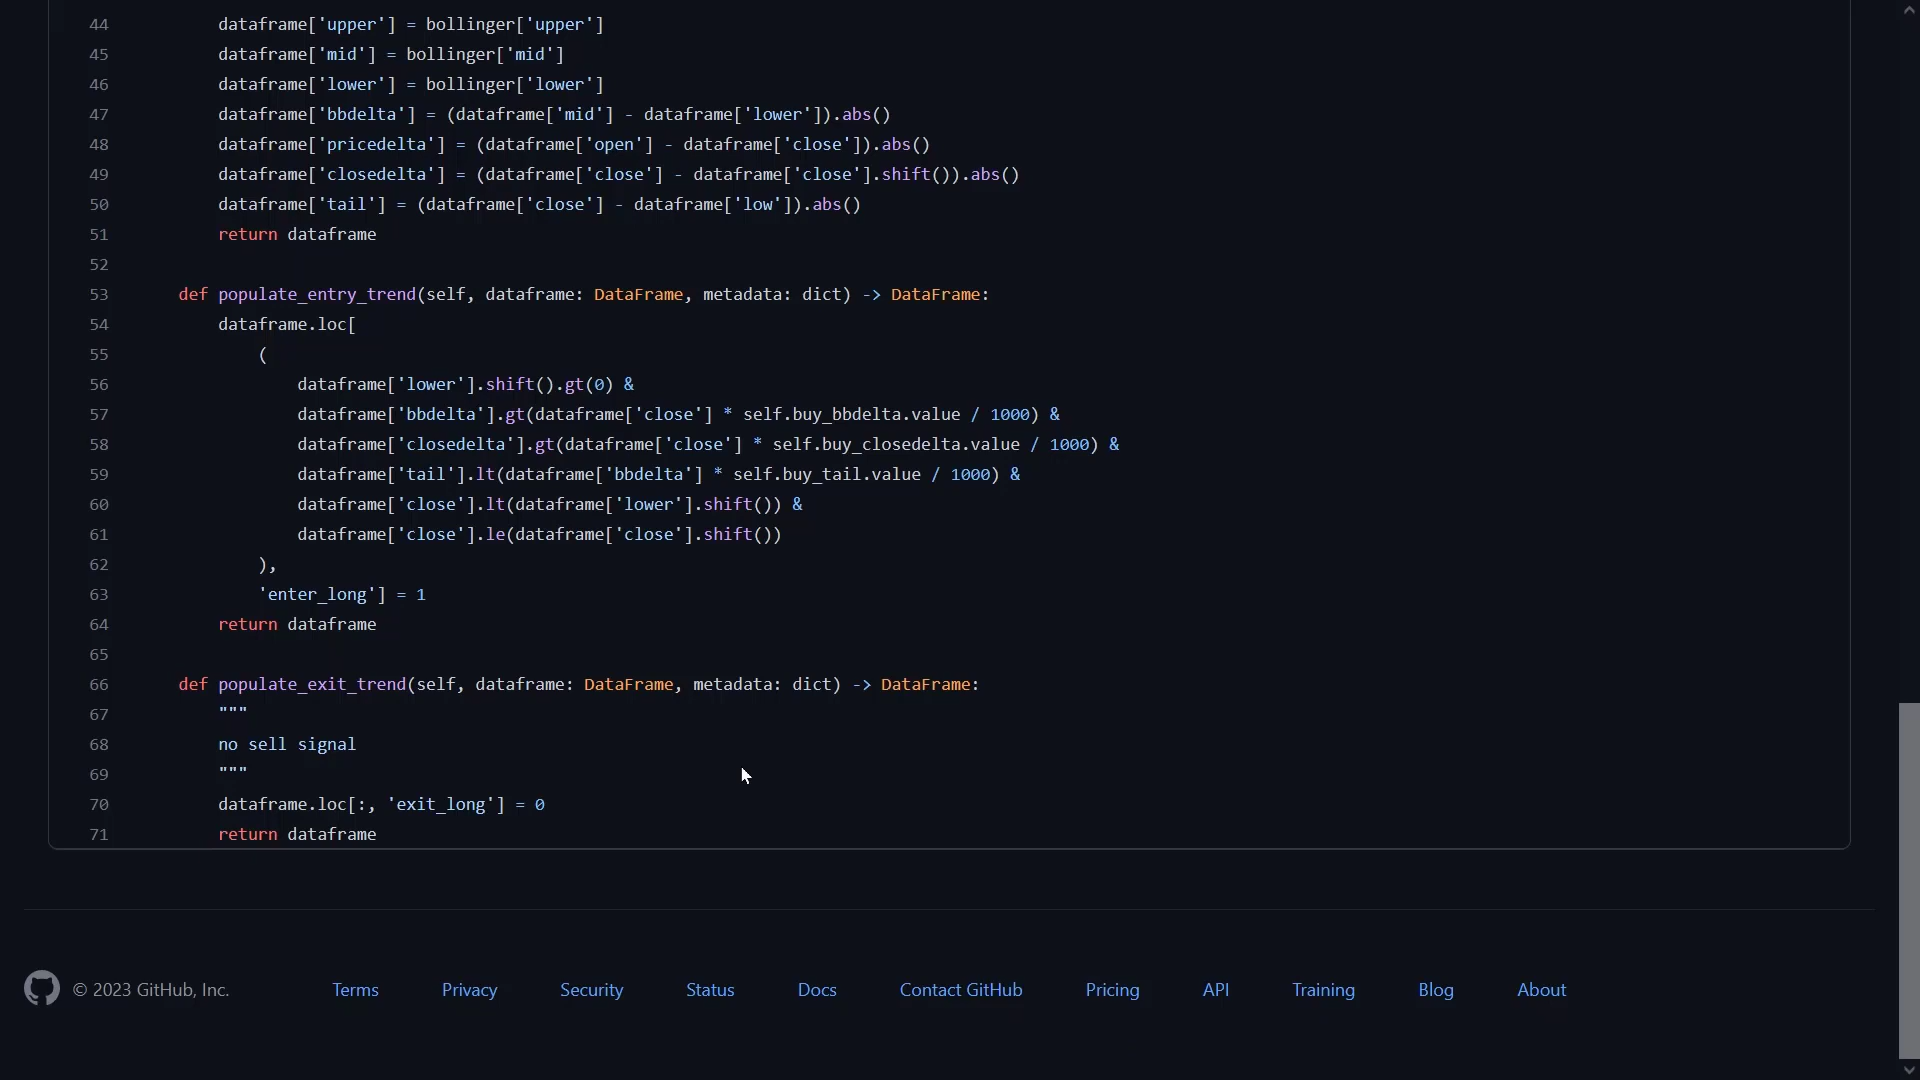 44 dataframe['upper'] = bollinger['upper']
45 dataframe['mid'] = bollinger['mid']
46 dataframe['lower'] = bollinger['lower']
47 dataframe['bbdelta'] = (dataframe['mid'] - dataframe['lower']).abs()
48 dataframe['pricedelta'] = (dataframe['open'] - dataframe['close']).abs()
49 dataframe['closedelta'] = (dataframe['close'] - dataframe['close'].shift()).abs()
50 dataframe['tail'] = (dataframe['close'] - dataframe['low']).abs()
51 return dataframe
52
53 def populate_entry_trend(self, dataframe: DataFrame, metadata: dict) -> DataFrame:
54 dataframe.loc[
55 (
56 dataframe['lower'].shift().gt(0) &
57 dataframe['bbdelta'].gt(dataframe['close'] * self.buy_bbdelta.value / 1000) &
58 dataframe['closedelta'].gt(dataframe['close'] * self.buy_closedelta.value / 1000) &
59 dataframe['tail'].lt(dataframe['bbdelta'] * self.buy_tail.value / 1000) &
60 dataframe['close'].lt(dataframe['lower'].shift()) &
61 dataframe['close'].le(dataframe['close'].shift())
62 ),
63 'enter_long'] = 1
64 return dataframe
65
66 def populate_exit_trend(self, dataframe: DataFrame, metadata: dict) -> DataFrame:
67 """
68 no sell signal
69 """
70 dataframe.loc[:, 'exit_long'] = 0
71 return dataframe
© 2023 GitHub, Inc. Terms Privacy Security Status Docs Contact GitHub Pricing API Training Blog About